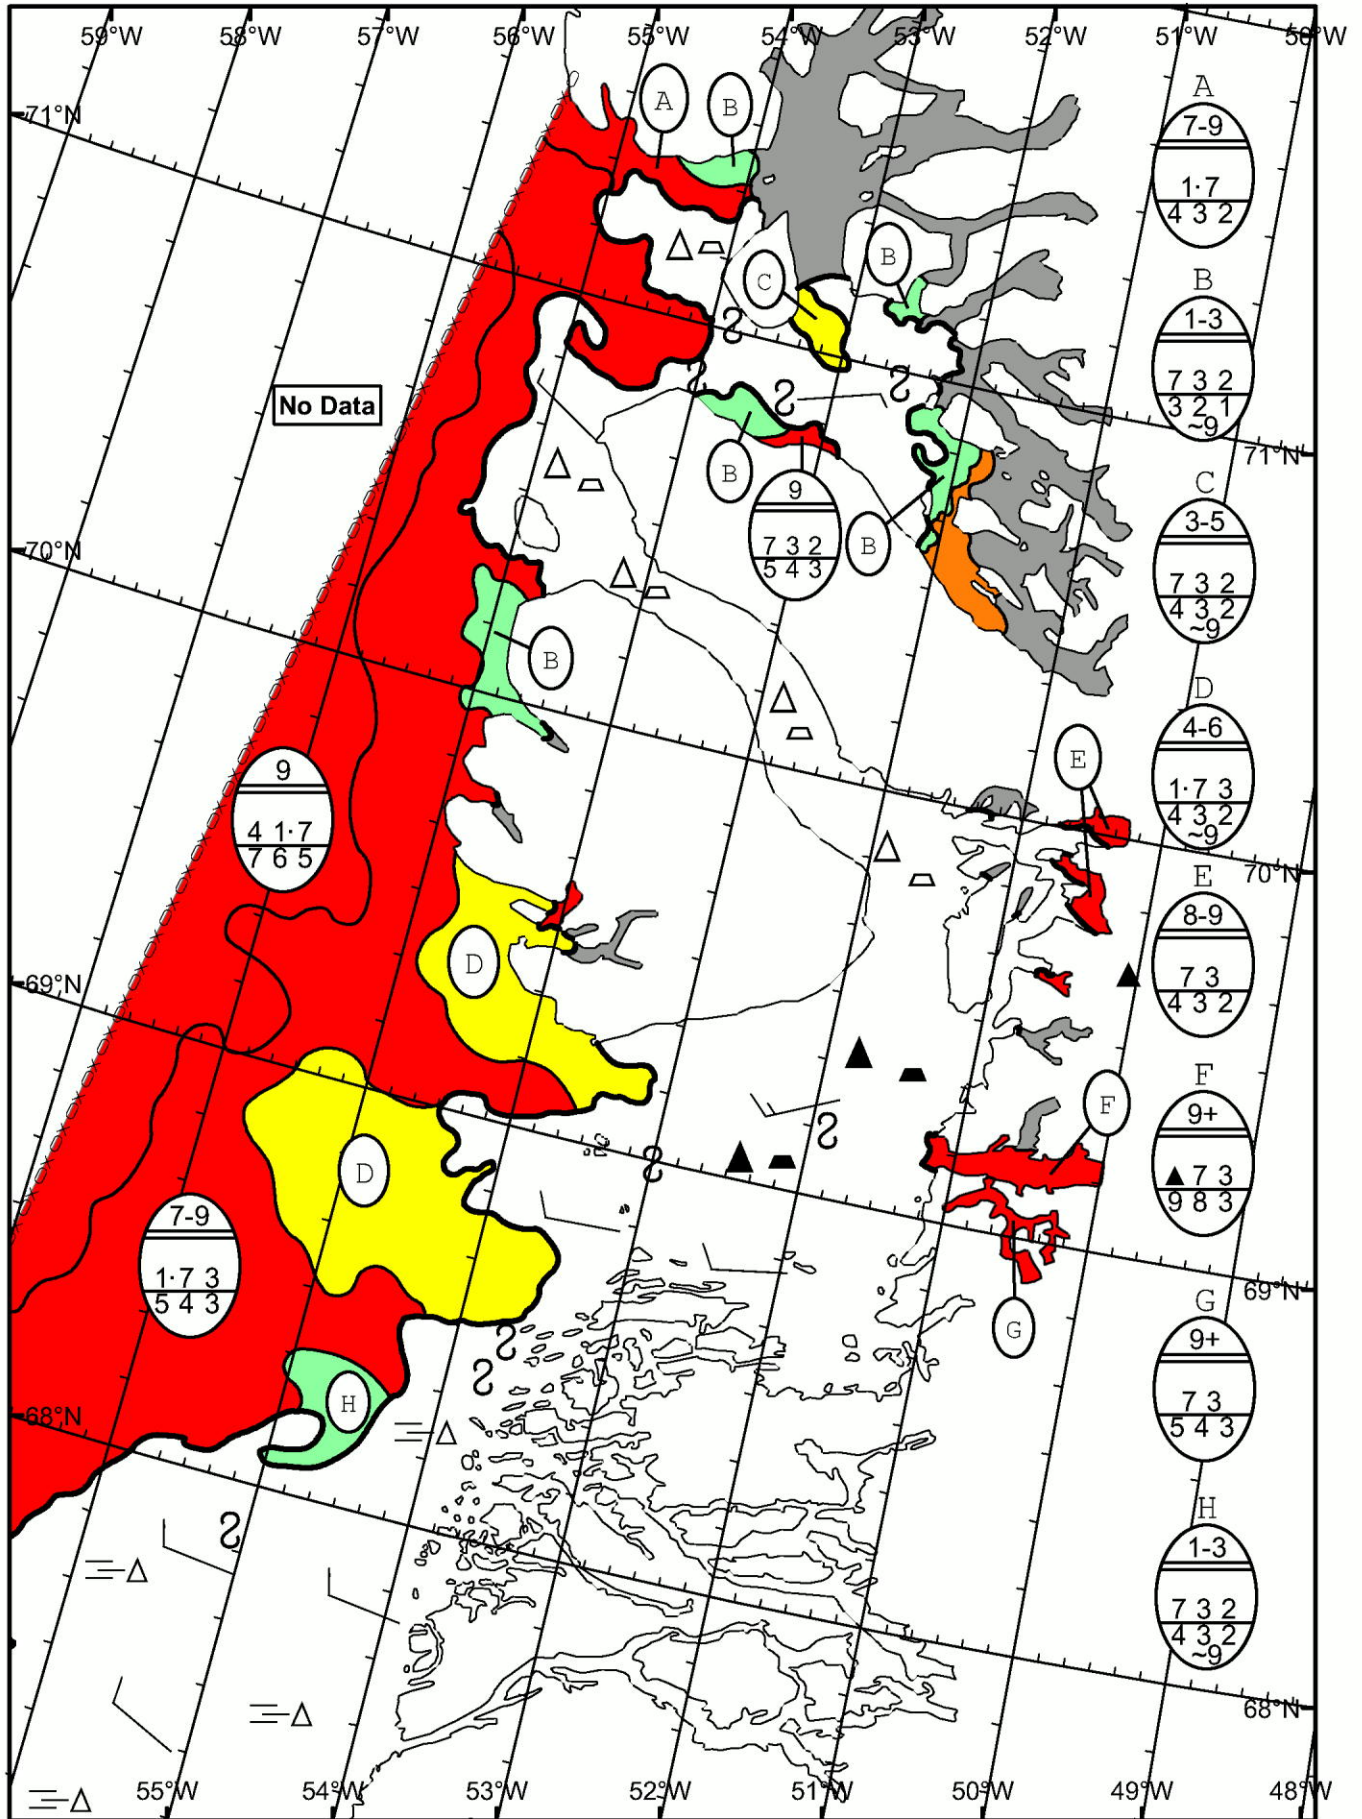 59°W 58°W 57°W 56°W 55°W 54°W 53°W 52°W 51°W 50°W
71°N
A
B
A
7-9
1·7
4 3 2
B
C
B
1-3
7 3 2
3 2 1
~9
No Data
71°N
B
9
7 3 2
5 4 3
B
C
3-5
7 3 2
4 3 2
~9
70°N
B
D
4-6
1·7 3
4 3 2
~9
E
9
4 1·7
7 6 5
70°N
E
8-9
7 3
4 3 2
D
69°N
F
9+
7 3
9 8 3
F
D
7-9
1·7 3
5 4 3
69°N
G
G
9+
7 3
5 4 3
H
68°N
H
1-3
7 3 2
4 3 2
~9
68°N
55°W 54°W 53°W 52°W 51°W 50°W 49°W 48°W